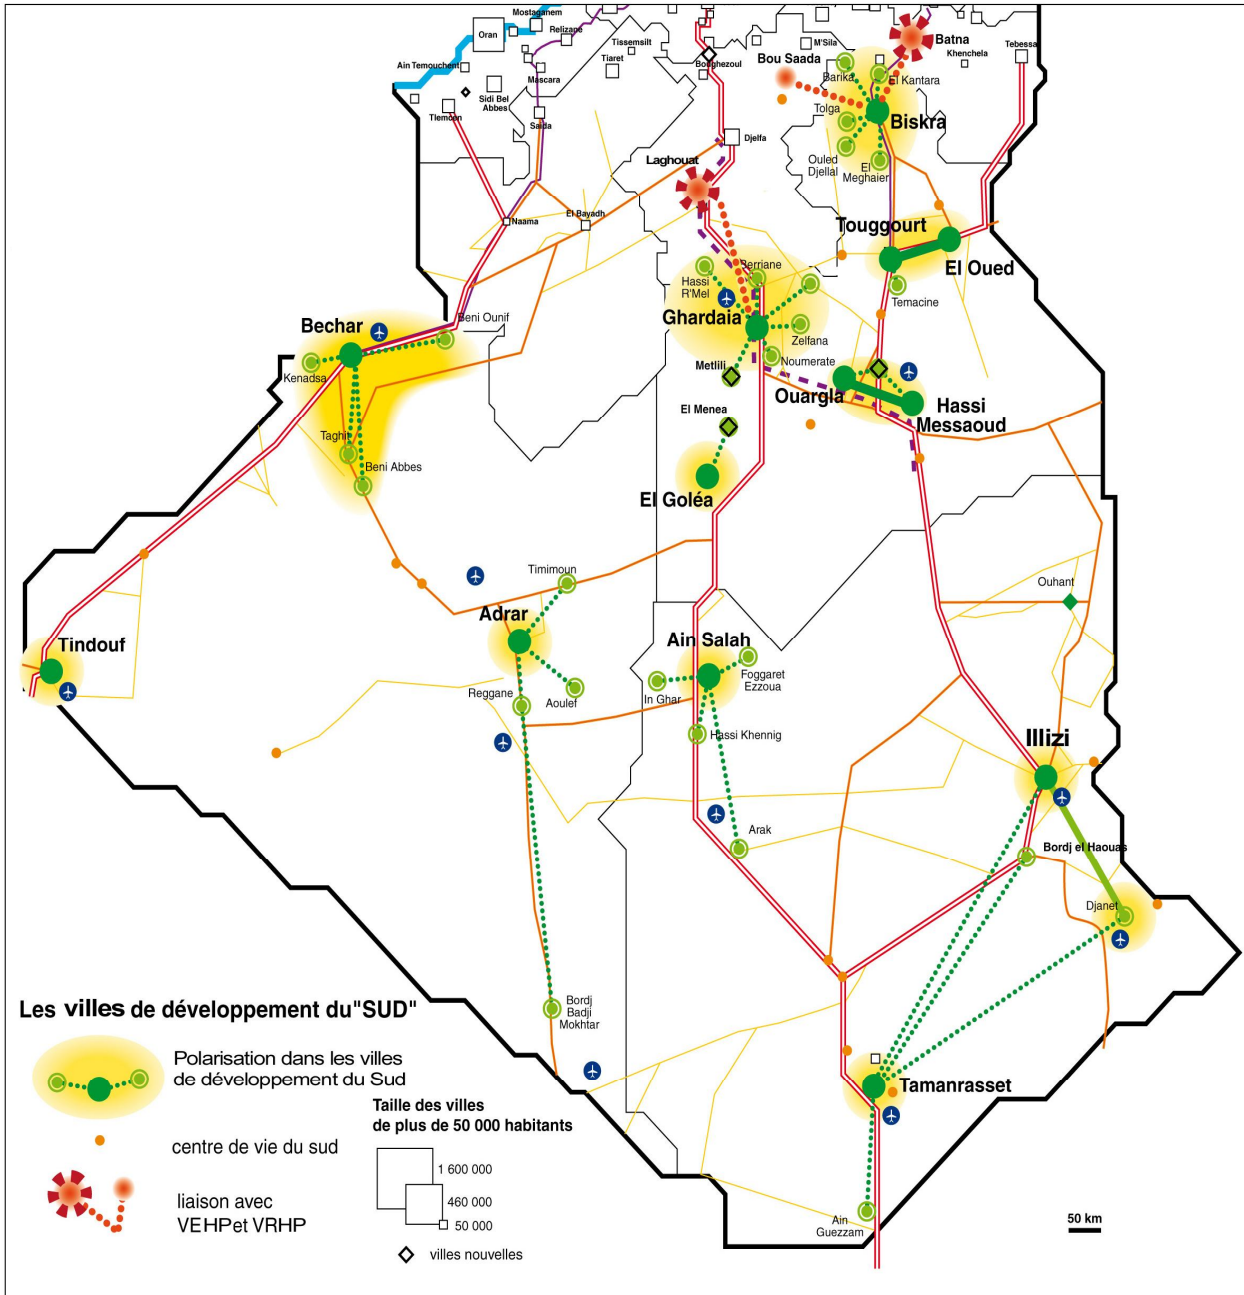 Mostaganem
Oran
Relizane
Tissemsilt
M'Sila
Batna
Tebessa
Khenchela
Ain Temouchent
Mascara
Tiaret
Boughezoul
Bou Saada
Barika
El Kantara
Sidi Bel
Abbes
Tlemcen
Saida
Tolga
Biskra
Djelfa
Laghouat
Ouled
Djellal
El
Meghaier
Naama
El Bayadh
Touggourt
El Oued
Berriane
Hassi
R'Mel
Temacine
Bechar
Beni Ounif
Ghardaia
Zelfana
Noumerate
Kenadsa
Metlili
Ouargla
Hassi
Messaoud
El Menea
Taghit
Beni Abbes
El Goléa
Timimoun
Ouhant
Adrar
Ain Salah
Tindouf
Foggaret
Ezzoua
Reggane
Aoulef
In Ghar
Hassi Khennig
Illizi
Arak
Bordj el Haouas
Djanet
Bordj
Badji
Mokhtar
Tamanrasset
Ain
Guezzam
Les villes de développement du"SUD"
Polarisation dans les villes
de développement du Sud
centre de vie du sud
liaison avec
VEHPet VRHP
Taille des villes
de plus de 50 000 habitants
1 600 000
460 000
50 000
villes nouvelles
50 km